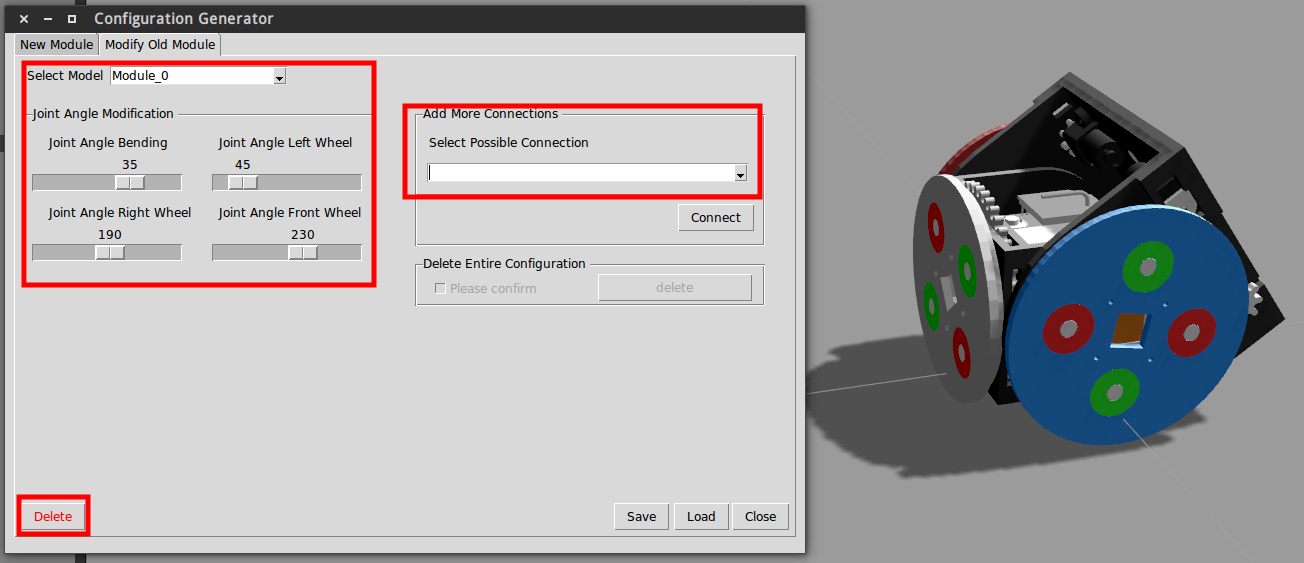 Configuration Generator
New Module
Modify Old Module
Select Model
Module_0
Joint Angle Modification
Joint Angle Bending
Joint Angle Left Wheel
35
45
Joint Angle Right Wheel
Joint Angle Front Wheel
190
230
Add More Connections
Select Possible Connection
Connect
Delete Entire Configuration
Please confirm
delete
Delete
Save
Load
Close